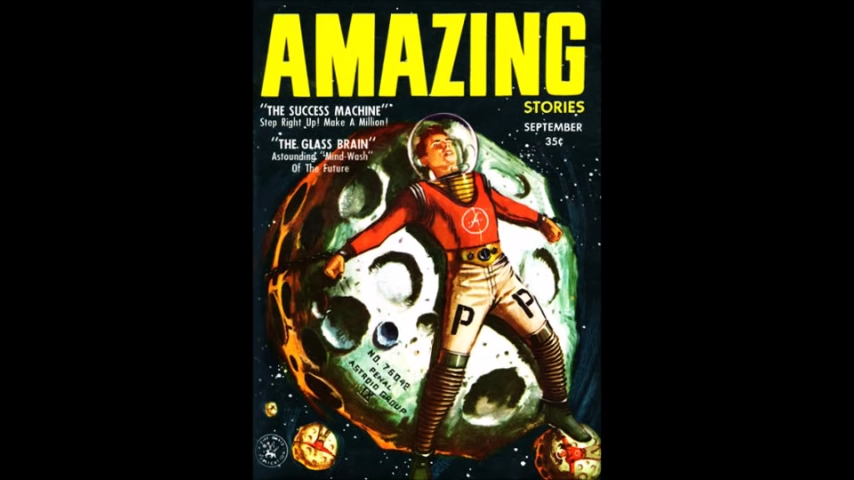 AMAZING
STORIES
SEPTEMBER
35¢
"THE SUCCESS MACHINE"
Step Right Up! Make A Million!
"THE GLASS BRAIN"
Astounding "Mind-Wash"
Of The Future
A
P
P
NO. 75042
PENAL
ASTROID GROUP
IX